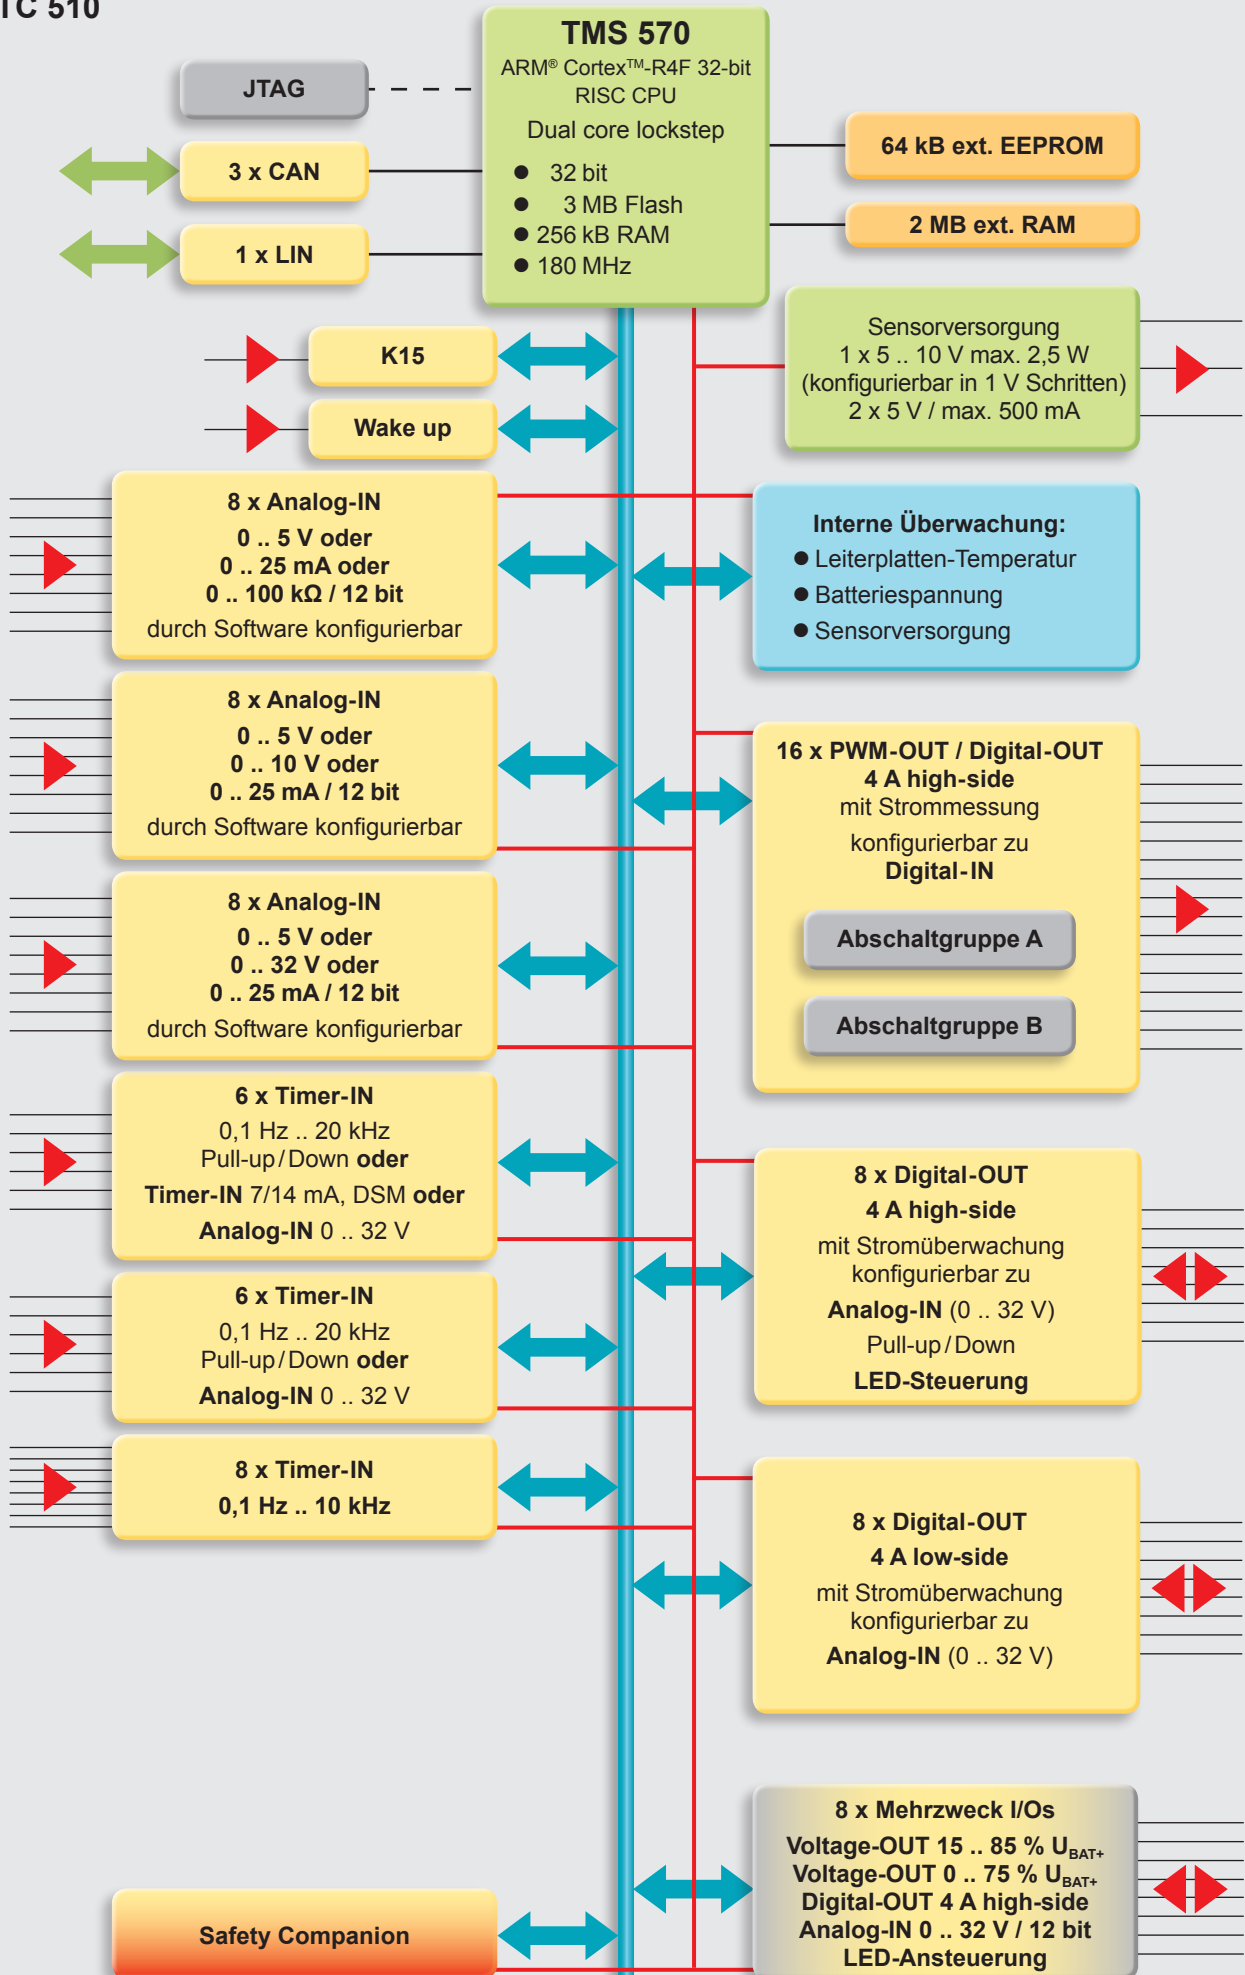 TC 510
TMS 570
ARM® Cortex™-R4F 32-bit
RISC CPU
Dual core lockstep
● 32 bit
● 3 MB Flash
● 256 kB RAM
● 180 MHz
JTAG
3 x CAN
1 x LIN
64 kB ext. EEPROM
2 MB ext. RAM
K15
Wake up
Sensorversorgung
1 x 5 .. 10 V max. 2,5 W
(konfigurierbar in 1 V Schritten)
2 x 5 V / max. 500 mA
8 x Analog-IN
0 .. 5 V oder
0 .. 25 mA oder
0 .. 100 kΩ / 12 bit
durch Software konfigurierbar
Interne Überwachung:
● Leiterplatten-Temperatur
● Batteriespannung
● Sensorversorgung
8 x Analog-IN
0 .. 5 V oder
0 .. 10 V oder
0 .. 25 mA / 12 bit
durch Software konfigurierbar
16 x PWM-OUT / Digital-OUT
4 A high-side
mit Strommessung
konfigurierbar zu
Digital-IN
Abschaltgruppe A
Abschaltgruppe B
8 x Analog-IN
0 .. 5 V oder
0 .. 32 V oder
0 .. 25 mA / 12 bit
durch Software konfigurierbar
6 x Timer-IN
0,1 Hz .. 20 kHz
Pull-up/Down oder
Timer-IN 7/14 mA, DSM oder
Analog-IN 0 .. 32 V
8 x Digital-OUT
4 A high-side
mit Stromüberwachung
konfigurierbar zu
Analog-IN (0 .. 32 V)
Pull-up/Down
LED-Steuerung
6 x Timer-IN
0,1 Hz .. 20 kHz
Pull-up/Down oder
Analog-IN 0 .. 32 V
8 x Timer-IN
0,1 Hz .. 10 kHz
8 x Digital-OUT
4 A low-side
mit Stromüberwachung
konfigurierbar zu
Analog-IN (0 .. 32 V)
8 x Mehrzweck I/Os
Voltage-OUT 15 .. 85 % UBAT+
Voltage-OUT 0 .. 75 % UBAT+
Digital-OUT 4 A high-side
Analog-IN 0 .. 32 V / 12 bit
LED-Ansteuerung
Safety Companion